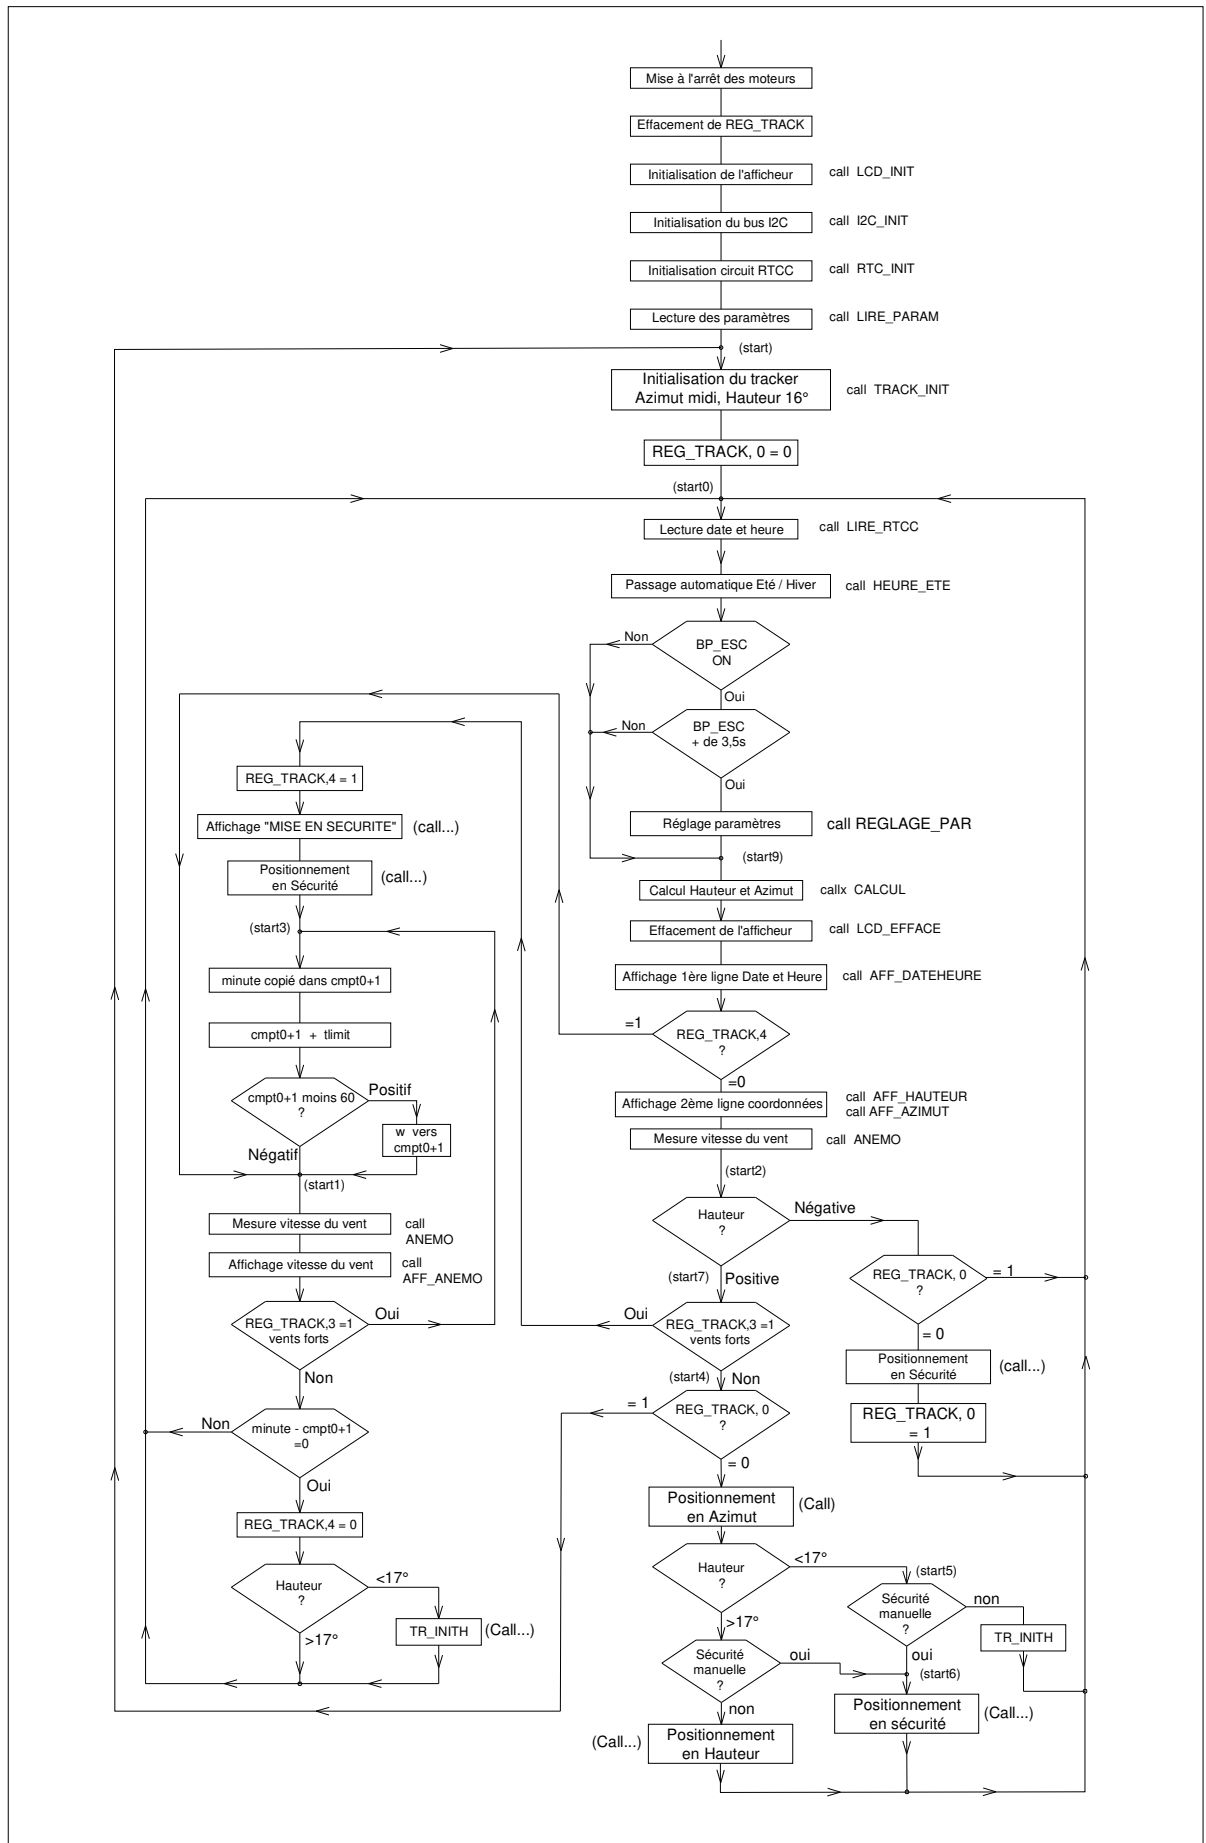 Mise à l'arrêt des moteurs
Effacement de REG_TRACK
Initialisation de l'afficheur
call LCD_INIT
Initialisation du bus I2C
call I2C_INIT
Initialisation circuit RTCC
call RTC_INIT
Lecture des paramètres
call LIRE_PARAM
(start)
Initialisation du tracker
Azimut midi, Hauteur 16°
call TRACK_INIT
REG_TRACK, 0 = 0
(start0)
Lecture date et heure
call LIRE_RTCC
Passage automatique Eté / Hiver
call HEURE_ETE
Non
BP_ESC
ON
Oui
Non
BP_ESC
+ de 3,5s
Oui
Réglage paramètres
call REGLAGE_PAR
(start9)
Calcul Hauteur et Azimut
callx CALCUL
Effacement de l'afficheur
call LCD_EFFACE
Affichage 1ère ligne Date et Heure
call AFF_DATEHEURE
=1
REG_TRACK,4
?
=0
Affichage 2ème ligne coordonnées
call AFF_HAUTEUR
call AFF_AZIMUT
Mesure vitesse du vent
call ANEMO
(start2)
Hauteur
?
Négative
REG_TRACK, 0
?
= 1
= 0
Positionnement
en Sécurité
(call...)
REG_TRACK, 0
= 1
(start7)
Positive
Oui
REG_TRACK,3 =1
vents forts
(start4)
Non
= 1
REG_TRACK, 0
?
= 0
Positionnement
en Azimut
(Call)
Hauteur
?
<17°
(start5)
Sécurité
manuelle
?
non
TR_INITH
oui
(start6)
>17°
Sécurité
manuelle
?
oui
Positionnement
en sécurité
(Call...)
non
(Call...)
Positionnement
en Hauteur
REG_TRACK,4 = 1
Affichage "MISE EN SECURITE"
(call...)
Positionnement
en Sécurité
(call...)
(start3)
minute copié dans cmpt0+1
cmpt0+1 + tlimit
cmpt0+1 moins 60
?
Positif
w vers
cmpt0+1
Négatif
(start1)
Mesure vitesse du vent
call
ANEMO
Affichage vitesse du vent
call
AFF_ANEMO
REG_TRACK,3 =1
vents forts
Oui
Non
Non
minute - cmpt0+1
=0
Oui
REG_TRACK,4 = 0
Hauteur
?
<17°
TR_INITH
(Call...)
>17°